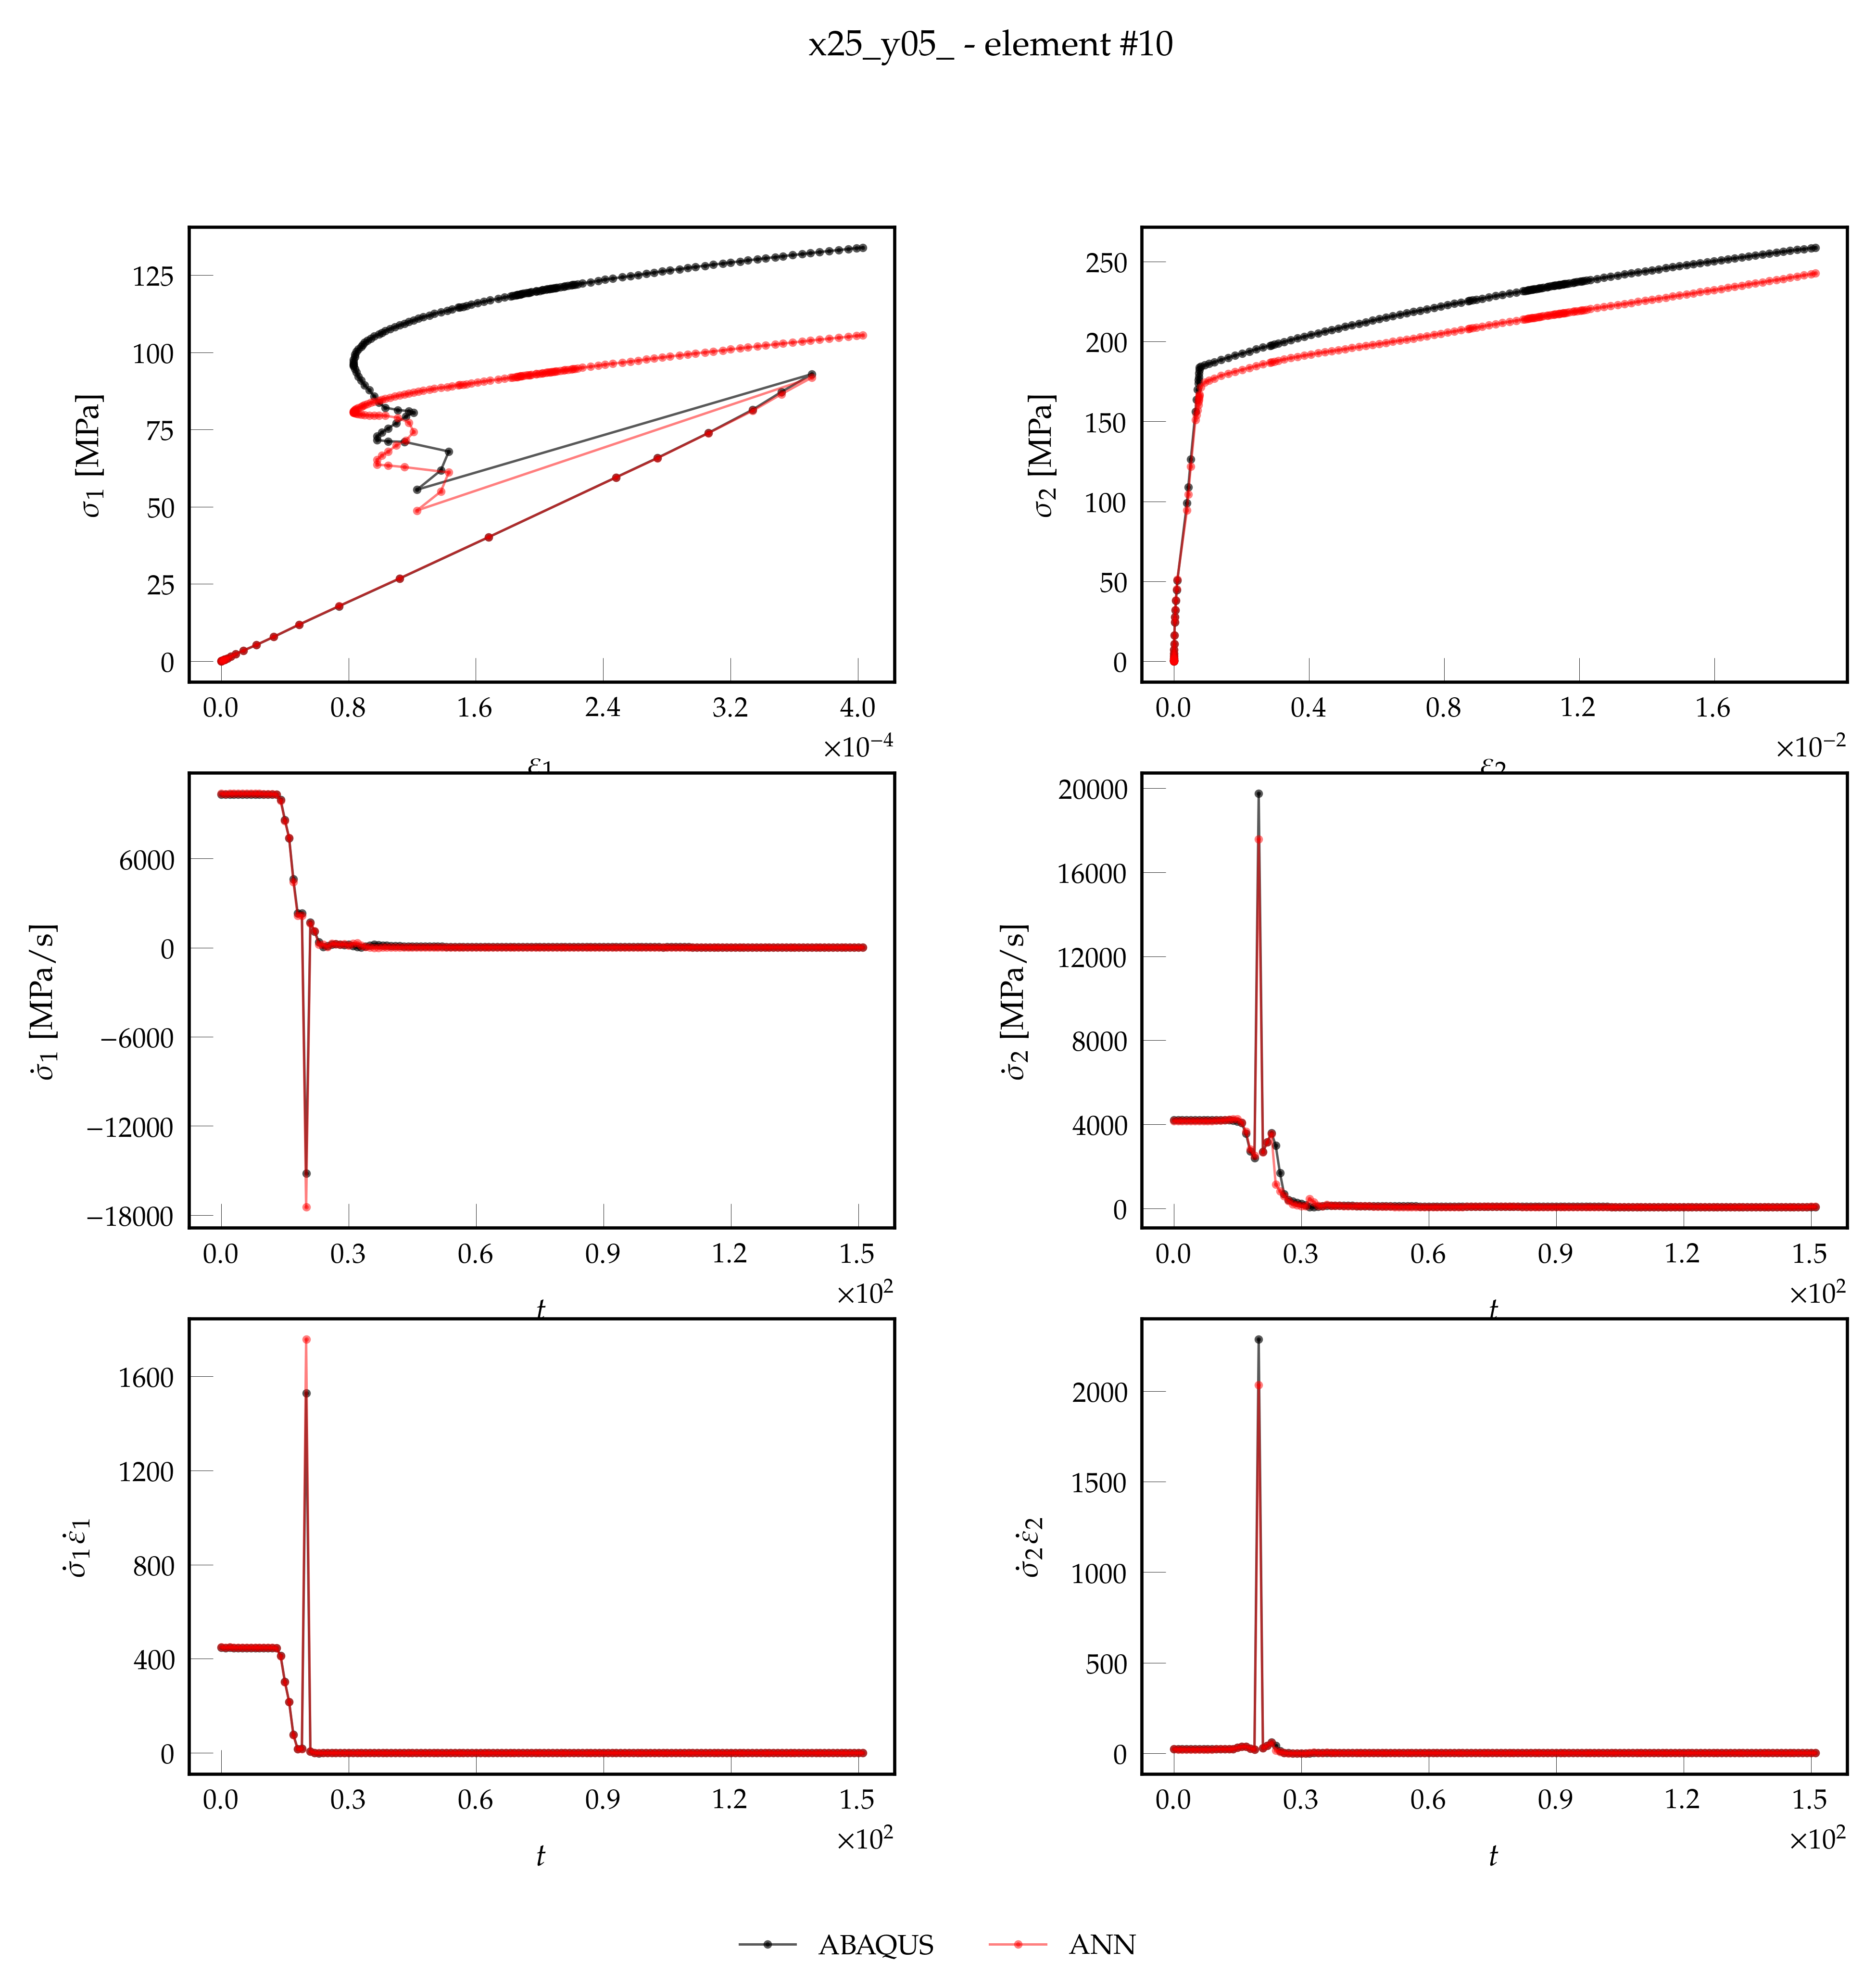 x25_y05_ - element #10
σ₁ [MPa]
125
100
75
50
25
0
0.0 0.8 1.6 2.4 3.2 4.0
×10⁻⁴
ε₁
σ₂ [MPa]
250
200
150
100
50
0
0.0 0.4 0.8 1.2 1.6
×10⁻²
ε₂
σ̇₁ [MPa/s]
6000
0
−6000
−12000
−18000
0.0 0.3 0.6 0.9 1.2 1.5
×10²
t
σ̇₂ [MPa/s]
20000
16000
12000
8000
4000
0
0.0 0.3 0.6 0.9 1.2 1.5
×10²
t
σ̇₁ε̇₁
1600
1200
800
400
0
0.0 0.3 0.6 0.9 1.2 1.5
×10²
t
σ̇₂ε̇₂
2000
1500
1000
500
0
0.0 0.3 0.6 0.9 1.2 1.5
×10²
t
ABAQUS ANN